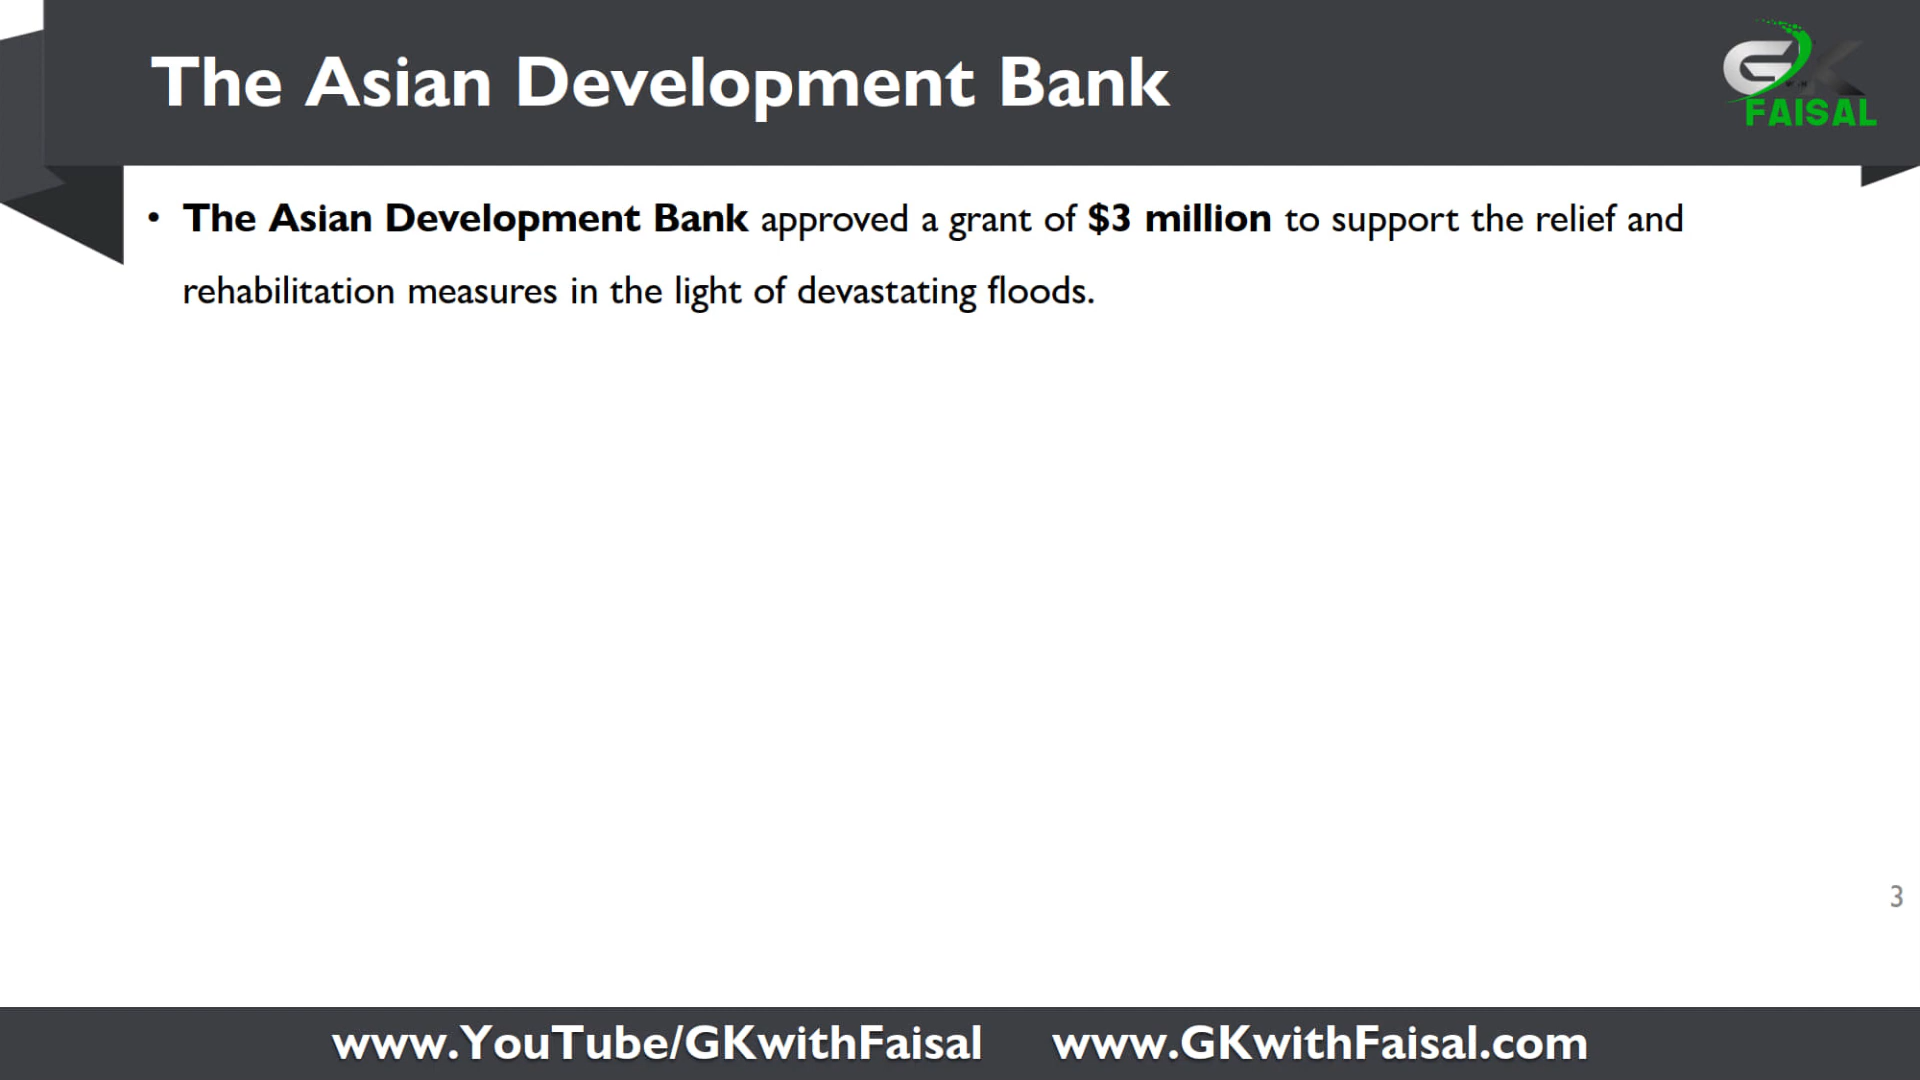 The Asian Development Bank
GK
FAISAL
• The Asian Development Bank approved a grant of $3 million to support the relief and
rehabilitation measures in the light of devastating floods.
3
www.YouTube/GKwithFaisal www.GKwithFaisal.com